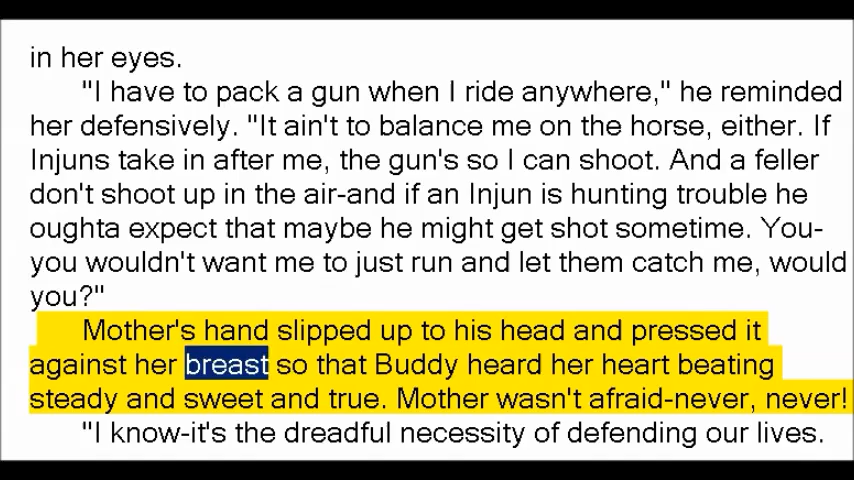 in her eyes.
"I have to pack a gun when I ride anywhere," he reminded
her defensively. "It ain't to balance me on the horse, either. If
Injuns take in after me, the gun's so I can shoot. And a feller
don't shoot up in the air-and if an Injun is hunting trouble he
oughta expect that maybe he might get shot sometime. You-
you wouldn't want me to just run and let them catch me, would
you?"
Mother's hand slipped up to his head and pressed it
against her breast so that Buddy heard her heart beating
steady and sweet and true. Mother wasn't afraid-never, never!
"I know-it's the dreadful necessity of defending our lives.